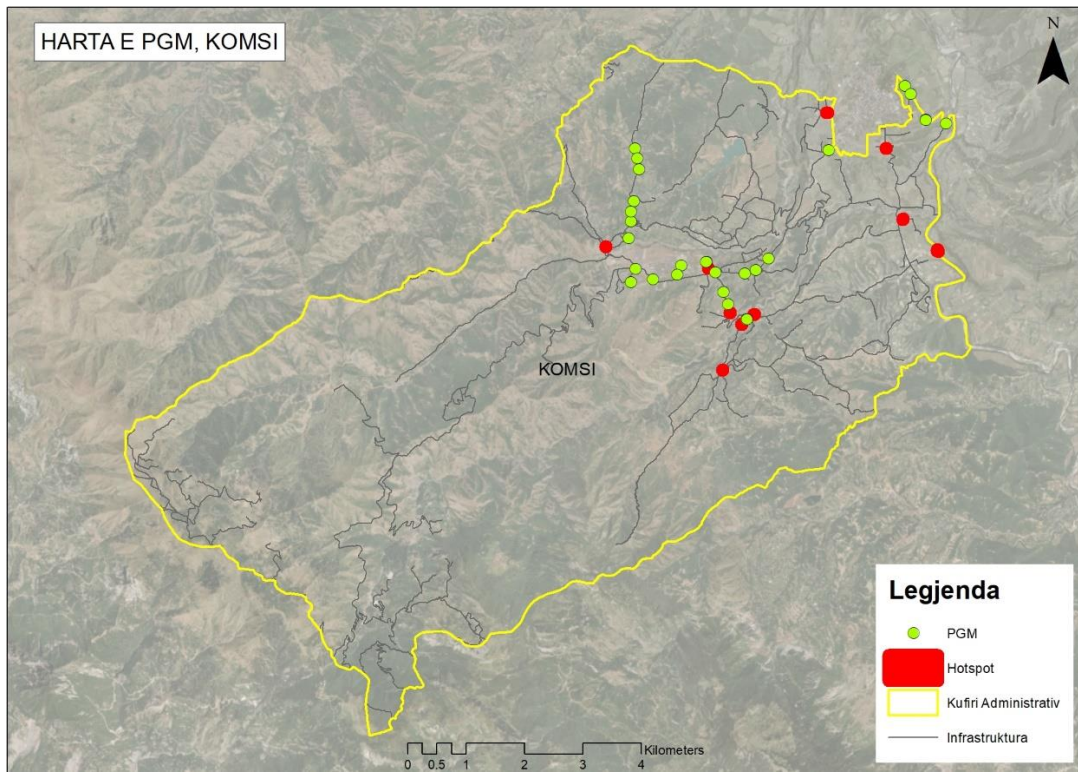 HARTA E PGM, KOMSI
N
KOMSI
Legjenda
PGM
Hotspot
Kufiri Administrativ
Infrastruktura
Kilometers
0 0.5 1 2 3 4